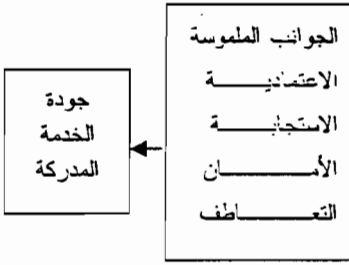 الجوانب الملموسة
الاعتمادية
الاستجابة
الأمان
التعاطف
جودة
الخدمة
المدركة